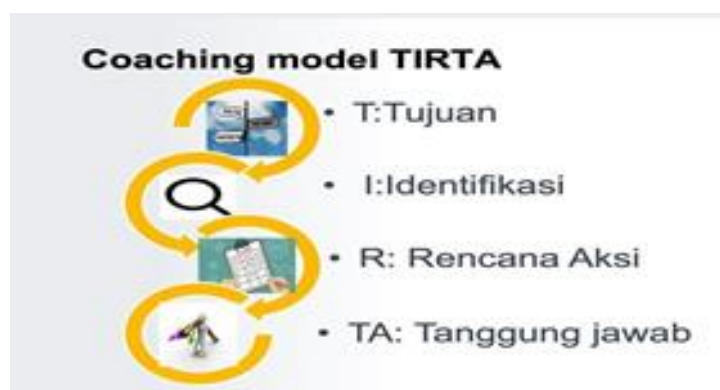 Coaching model TIRTA
• T:Tujuan
• I:Identifikasi
• R: Rencana Aksi
• TA: Tanggung jawab